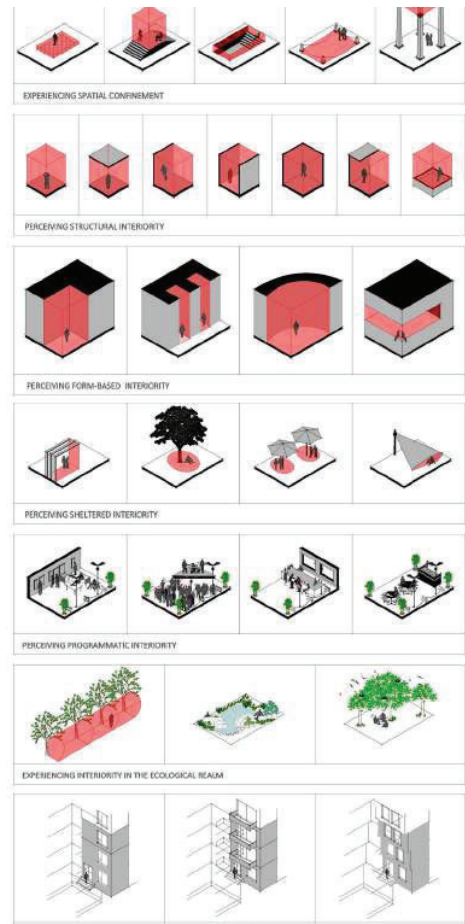 EXPERIENCING SPATIAL CONFINEMENT
PERCEIVING STRUCTURAL INTERIORITY
PERCEIVING FORM-BASED INTERIORITY
PERCEIVING SHELTERED INTERIORITY
PERCEIVING PROGRAMMATIC INTERIORITY
EXPERIENCING INTERIORITY IN THE ECOLOGICAL REALM